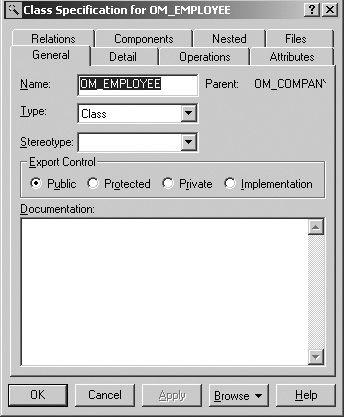 Class Specification for OM_EMPLOYEE
Relations Components Nested Files
General Detail Operations Attributes
Name: OM_EMPLOYEE Parent: OM_COMPANY
Type: Class
Stereotype:
Export Control
Public Protected Private Implementation
Documentation:
OK Cancel Apply Browse Help